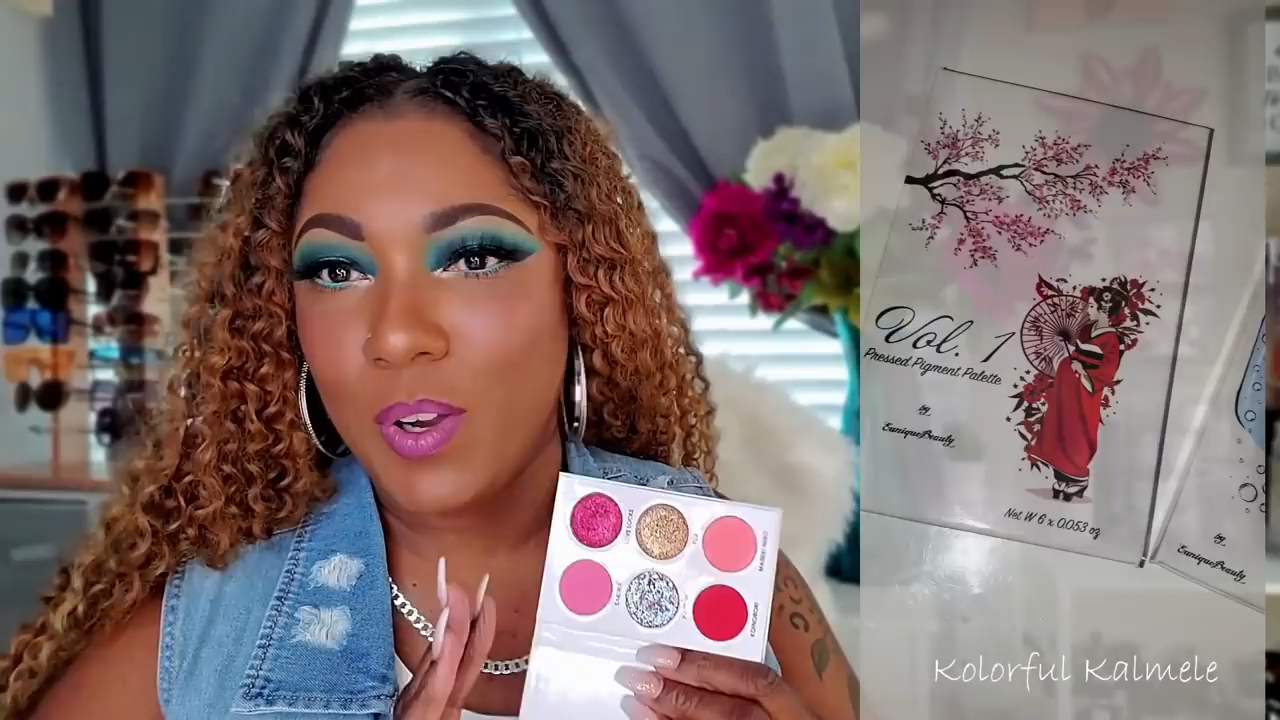 Vol. 1
Pressed Pigment Palette
by
EuniqueBeauty
Net W 6 x 0.053 oz
by
EuniqueBeauty
Kolorful Kalmele